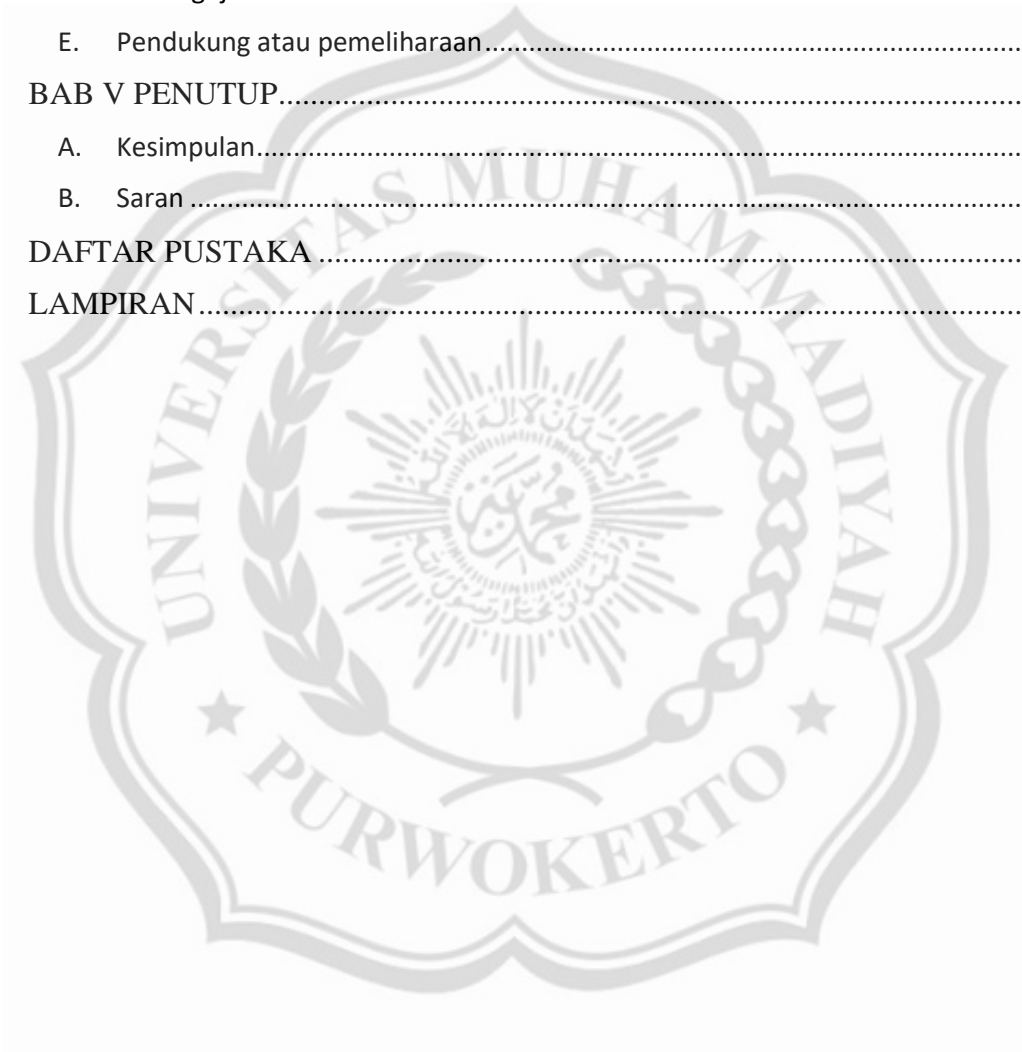 E. Pendukung atau pemeliharaan........................................................................
BAB V PENUTUP........................................................................
A. Kesimpulan........................................................................
B. Saran ........................................................................
DAFTAR PUSTAKA ........................................................................
LAMPIRAN........................................................................
UNIVERSITAS MUHAMMADIYAH
PURWOKERTO